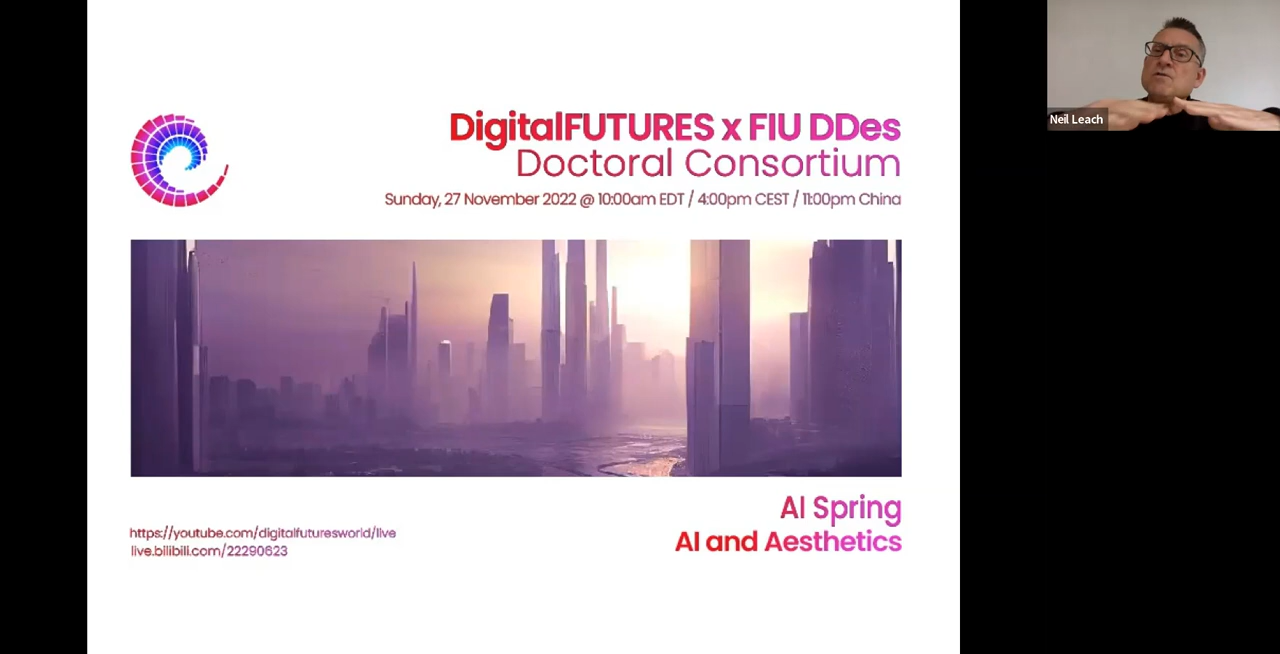 DigitalFUTURES x FIU DDes
Doctoral Consortium
Sunday, 27 November 2022 @ 10:00am EDT / 4:00pm CEST / 11:00pm China
AI Spring
AI and Aesthetics
https://youtube.com/digitalfuturesworld/live
live.bilibili.com/22290623
Neil Leach